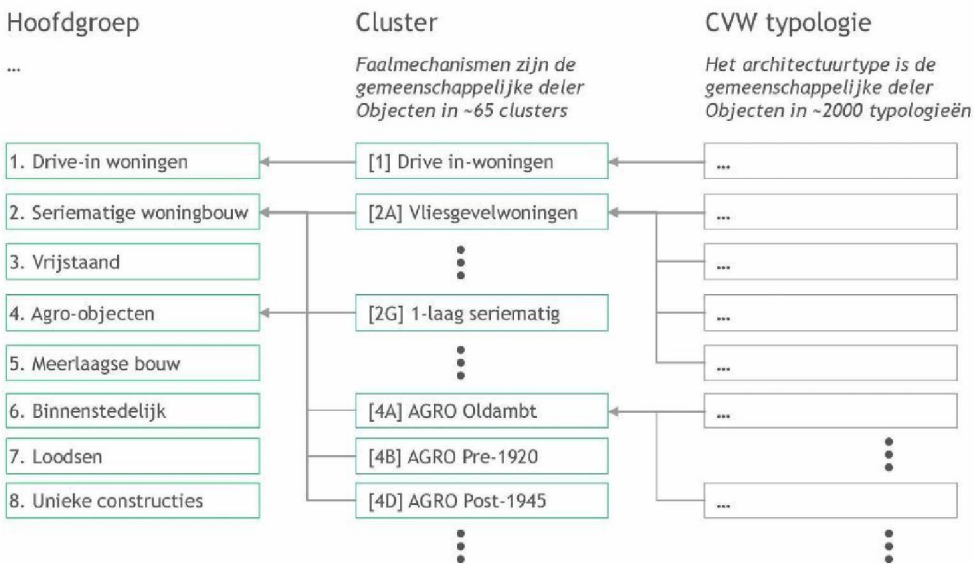 Hoofdgroep
...
1. Drive-in woningen
2. Seriematige woningbouw
3. Vrijstaand
4. Agro-objecten
5. Meerlaagse bouw
6. Binnenstedelijk
7. Loodsen
8. Unieke constructies
Cluster
Faalmechanismen zijn de
gemeenschappelijke deler
Objecten in ~65 clusters
[1] Drive in-woningen
[2A] Vliesgevelwoningen
[2G] 1-laag seriematig
[4A] AGRO Oldambt
[4B] AGRO Pre-1920
[4D] AGRO Post-1945
CVW typologie
Het architectuurtype is de
gemeenschappelijke deler
Objecten in ~2000 typologieën
...
...
...
...
...
...
...